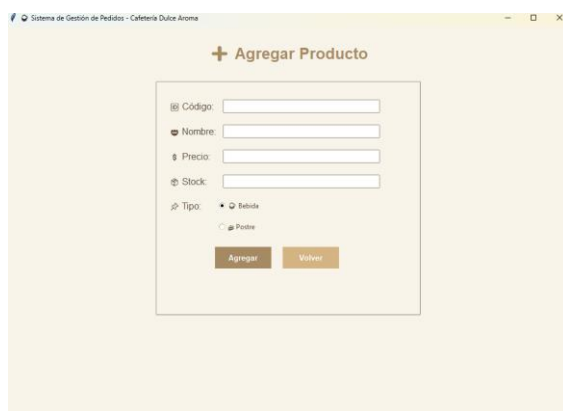 Sistema de Gestión de Pedidos - Cafetería Dulce Aroma
Agregar Producto
Código:
Nombre:
Precio:
Stock:
Tipo:
Bebida
Postre
Agregar Volver